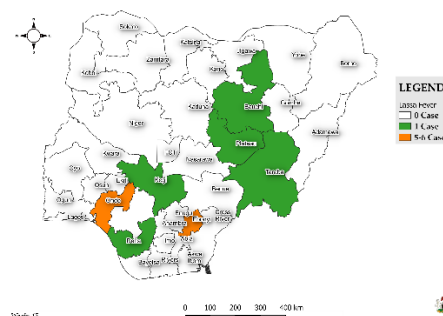 Sokoto
Katsina
Jigawa
Yobe
Borno
Zamfara
Kano
Kebbi
Bauchi
Gombe
Kaduna
Adamawa
Niger
Plateau
Kwara
Nasarawa
Taraba
Oyo
Ekiti
Kogi
Osun
Benue
Ogun
Ondo
Lagos
Enugu
Ebonyi
Cross
River
Anambra
Delta
Imo
Abia
Bayelsa
Rivers
Akwa
Ibom
LEGEND
Lassa Fever
0 Case
1 Case
5-6 Case
0 100 200 300 400 km